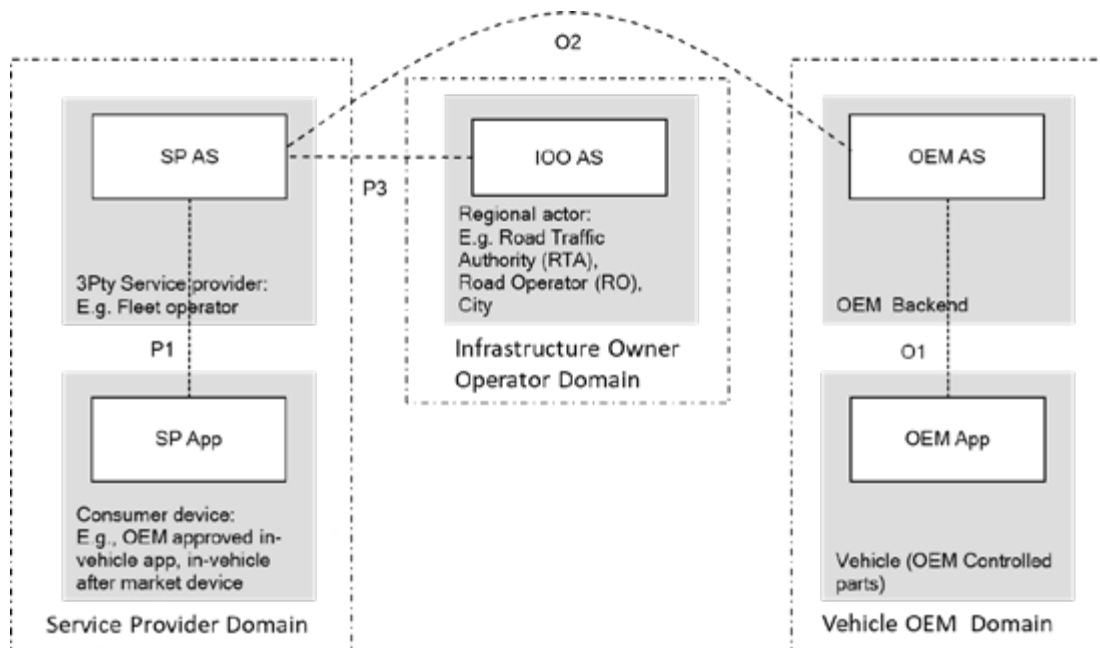 O2
SP AS
IOO AS
OEM AS
P3
Regional actor:
E.g. Road Traffic
Authority (RTA),
Road Operator (RO),
City
3Pty Service provider:
E.g. Fleet operator
OEM Backend
P1
Infrastructure Owner
Operator Domain
O1
SP App
OEM App
Consumer device:
E.g., OEM approved in-
vehicle app, in-vehicle
after market device
Vehicle (OEM Controlled
parts)
Service Provider Domain
Vehicle OEM Domain